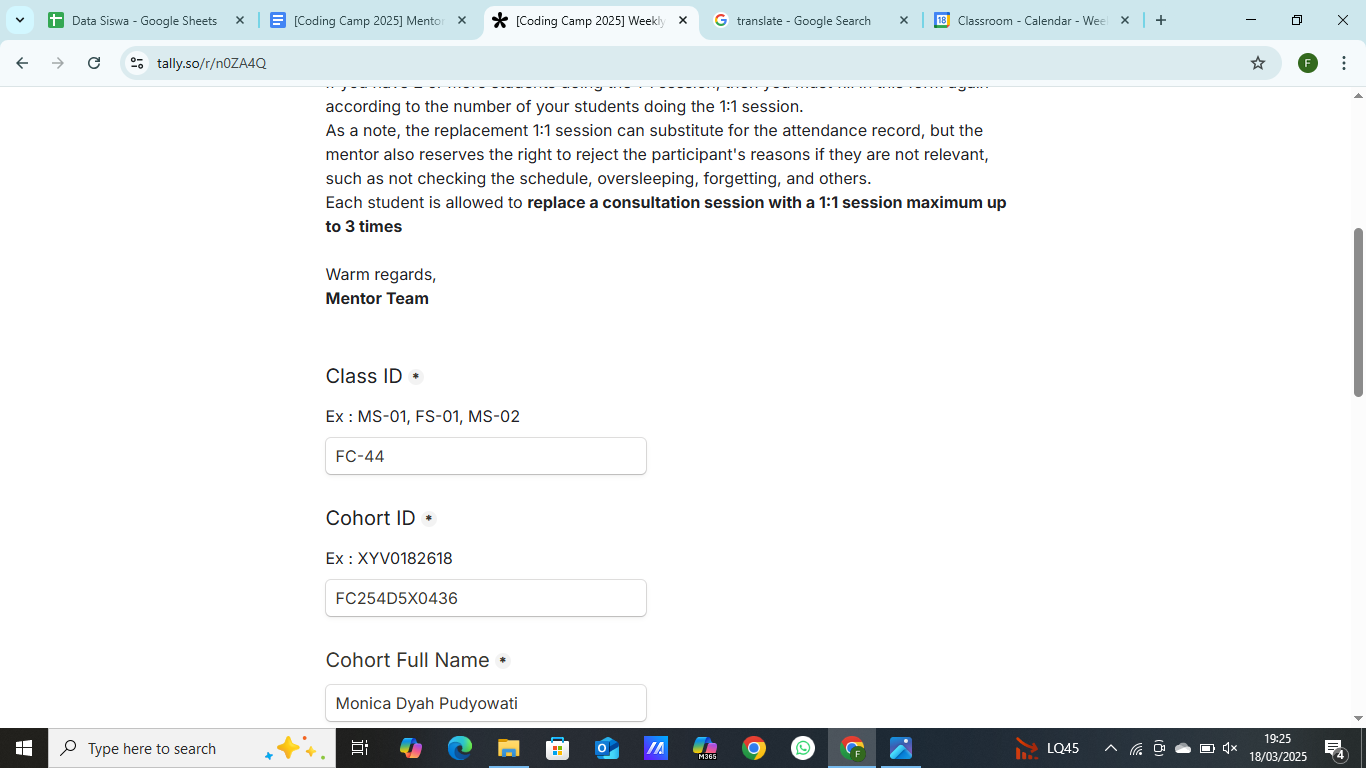 Data Siswa - Google Sheets
[Coding Camp 2025] Mentor
[Coding Camp 2025] Weekly
translate - Google Search
18
Classroom - Calendar - Wee
tally.so/r/n0ZA4Q
F
according to the number of your students doing the 1:1 session.
As a note, the replacement 1:1 session can substitute for the attendance record, but the
mentor also reserves the right to reject the participant's reasons if they are not relevant,
such as not checking the schedule, oversleeping, forgetting, and others.
Each student is allowed to replace a consultation session with a 1:1 session maximum up
to 3 times
Warm regards,
Mentor Team
Class ID *
Ex : MS-01, FS-01, MS-02
FC-44
Cohort ID *
Ex : XYV0182618
FC254D5X0436
Cohort Full Name *
Monica Dyah Pudyowati
Type here to search
M365
F
LQ45
19:25
18/03/2025
4